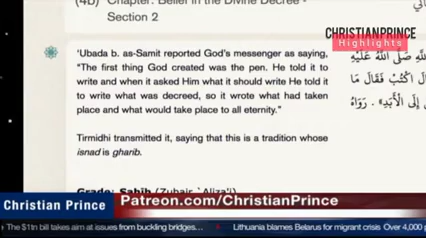 (4b) Chapter: Belief in the Divine Decree -
Section 2
CHRISTIANPRINCE
Highlights
'Ubada b. as-Samit reported God's messenger as saying,
"The first thing God created was the pen. He told it to
write and when it asked Him what it should write He told it
to write what was decreed, so it wrote what had taken
place and what would take place to all eternity."
Tirmidhi transmitted it, saying that this is a tradition whose
isnad is gharib.
Grade: Sahih (Zubair `Aliza'i)
Christian Prince
Patreon.com/ChristianPrince
The $1tn bill takes aim at issues from buckling bridges...
Lithuania blames Belarus for migrant crisis
Over 4,000